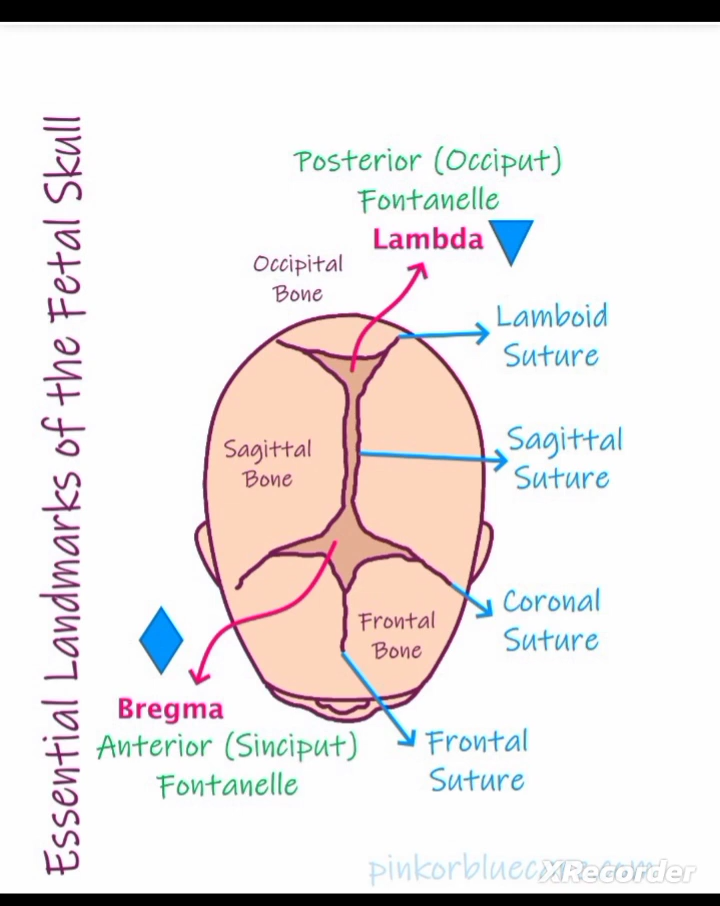 Essential Landmarks of the Fetal Skull
Posterior (Occiput)
Fontanelle
Lambda
Occipital
Bone
Lamboid
Suture
Sagittal
Bone
Sagittal
Suture
Coronal
Suture
Frontal
Bone
Bregma
Anterior (Sinciput)
Fontanelle
Frontal
Suture
XRecorder